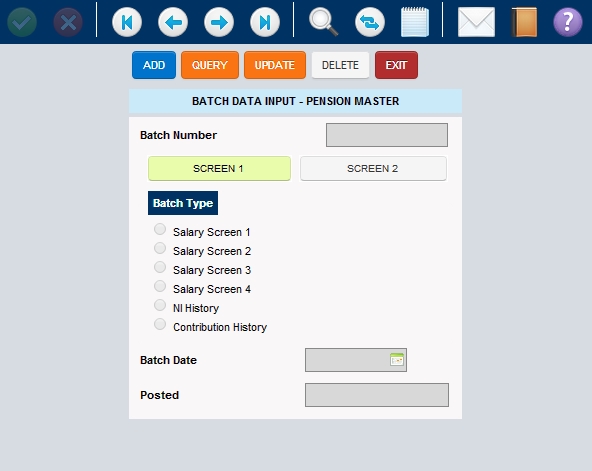 ADD QUERY UPDATE DELETE EXIT
BATCH DATA INPUT - PENSION MASTER
Batch Number
SCREEN 1 SCREEN 2
Batch Type
Salary Screen 1
Salary Screen 2
Salary Screen 3
Salary Screen 4
NI History
Contribution History
Batch Date
Posted